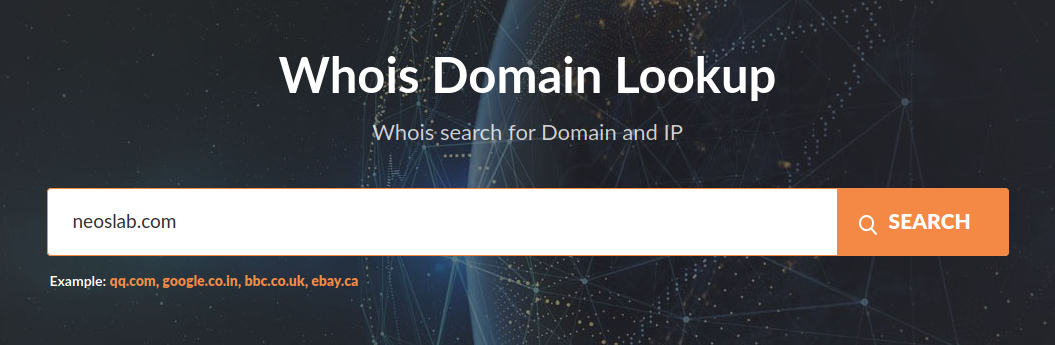 Whois Domain Lookup
Whois search for Domain and IP
neoslab.com
SEARCH
Example: qq.com, google.co.in, bbc.co.uk, ebay.ca